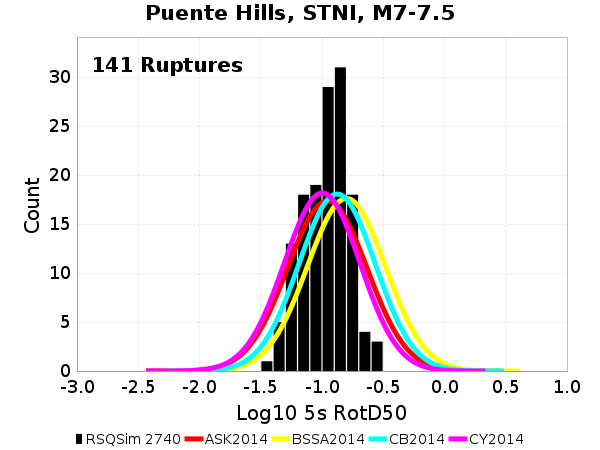 Puente Hills, STNI, M7-7.5
141 Ruptures
30
25
20
15
10
5
0
Count
-3.0 -2.5 -2.0 -1.5 -1.0 -0.5 0.0 0.5 1.0
Log10 5s RotD50
RSQSim 2740 ASK2014 BSSA2014 CB2014 CY2014